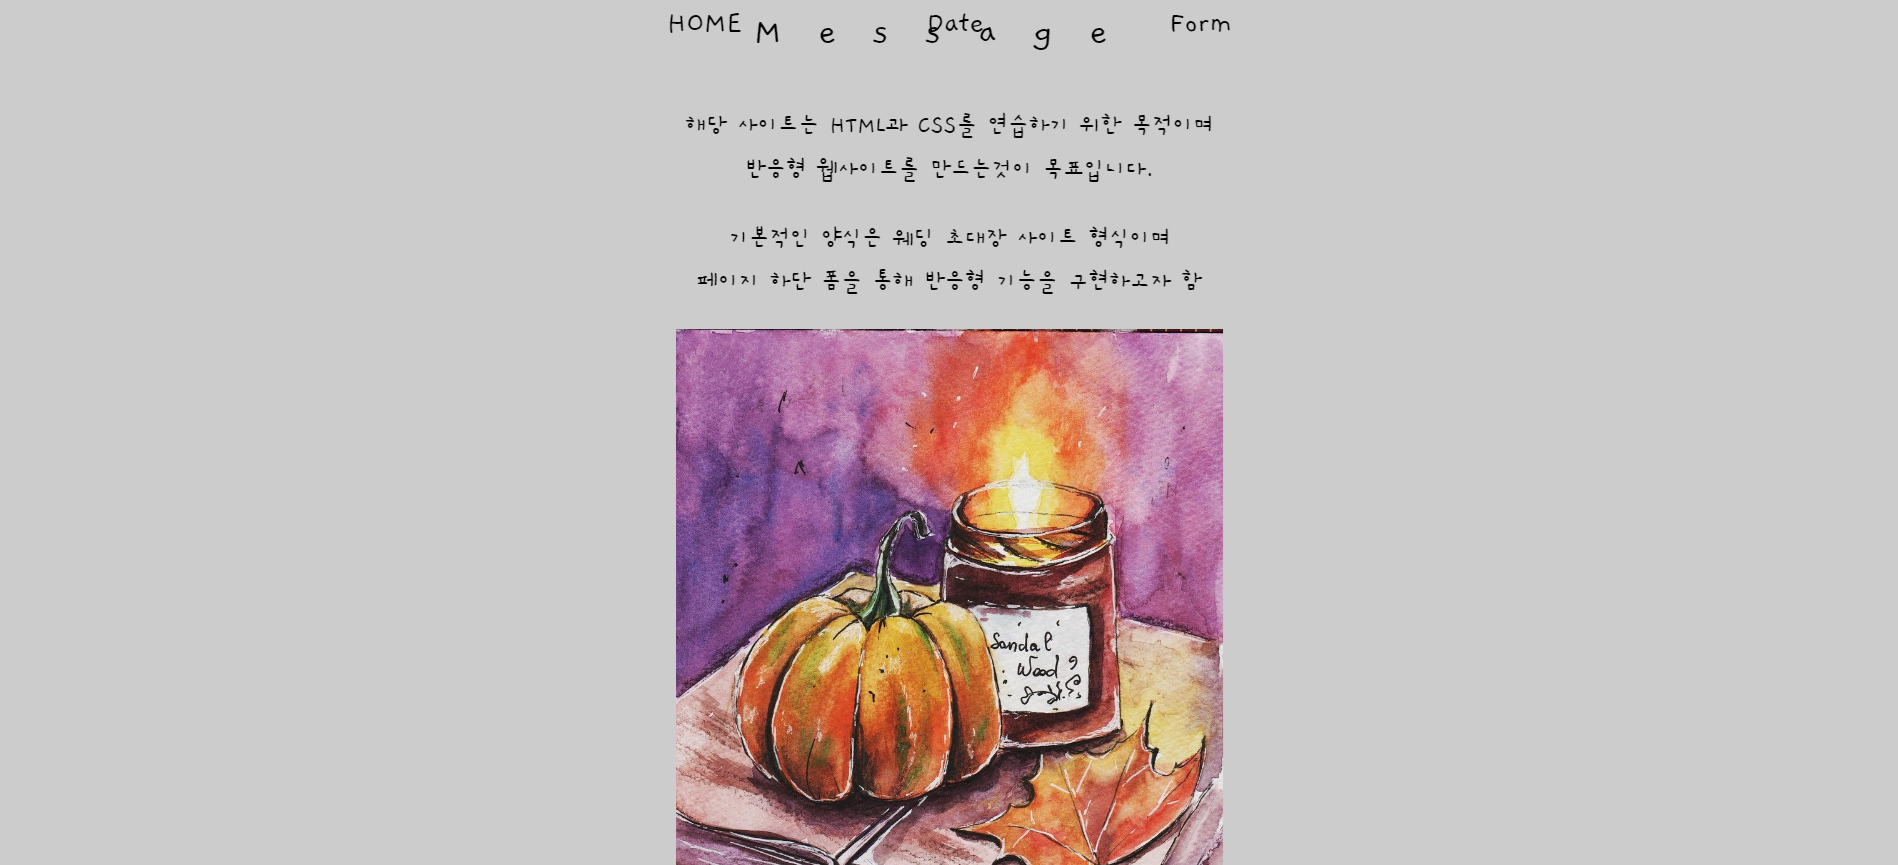 HOME Date Form
Message
해당 사이트는 HTML과 CSS를 연습하기 위한 목적이며
반응형 웹사이트를 만드는것이 목표입니다.
기본적인 양식은 웨딩 초대장 사이트 형식이며
페이지 하단 폼을 통해 반응형 기능을 구현하고자 함
Sandal
Wood